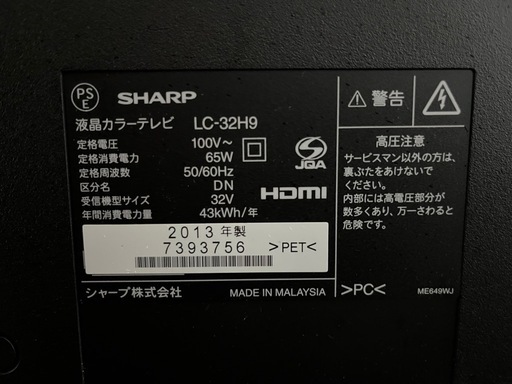 PS
E
SHARP
液晶カラーテレビ LC-32H9
定格電圧 100V~
定格消費電力 65W
定格周波数 50/60Hz
区分名 DN
受信機型サイズ 32V
年間消費電力量 43kWh/年
JQA
HDMI
2013年製
7393756
>PET<
シャープ株式会社
MADE IN MALAYSIA
警告
高圧注意
サービスマン以外の方は、
裏ぶたをあけないで
ください。
内部には高電圧部分が
数多くあり、万一さわると
危険です。
>PC<
ME649WJ